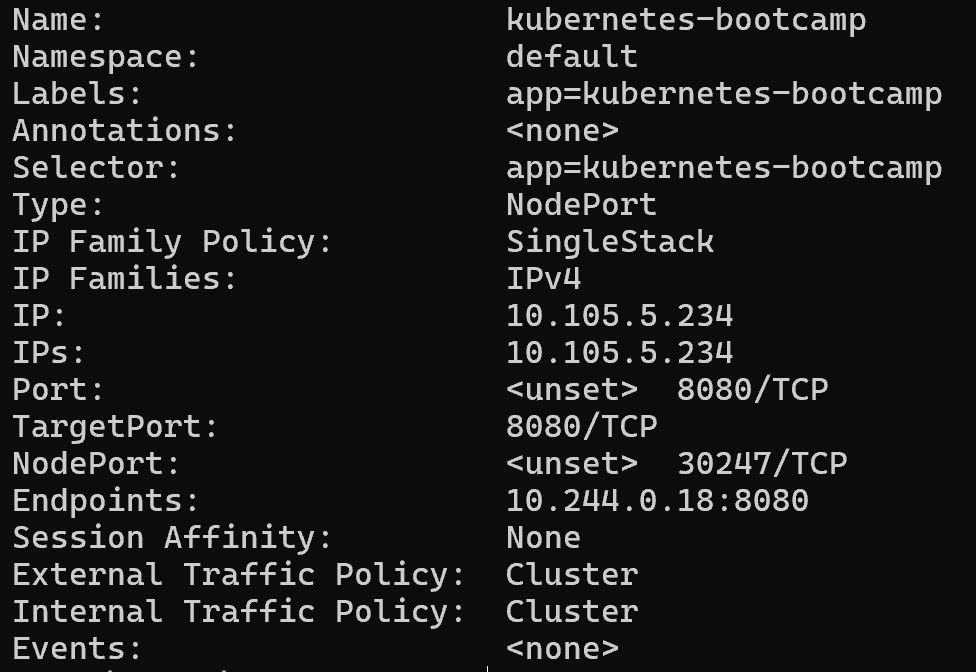 Name: kubernetes-bootcamp
Namespace: default
Labels: app=kubernetes-bootcamp
Annotations: <none>
Selector: app=kubernetes-bootcamp
Type: NodePort
IP Family Policy: SingleStack
IP Families: IPv4
IP: 10.105.5.234
IPs: 10.105.5.234
Port: <unset>  8080/TCP
TargetPort: 8080/TCP
NodePort: <unset>  30247/TCP
Endpoints: 10.244.0.18:8080
Session Affinity: None
External Traffic Policy: Cluster
Internal Traffic Policy: Cluster
Events: <none>